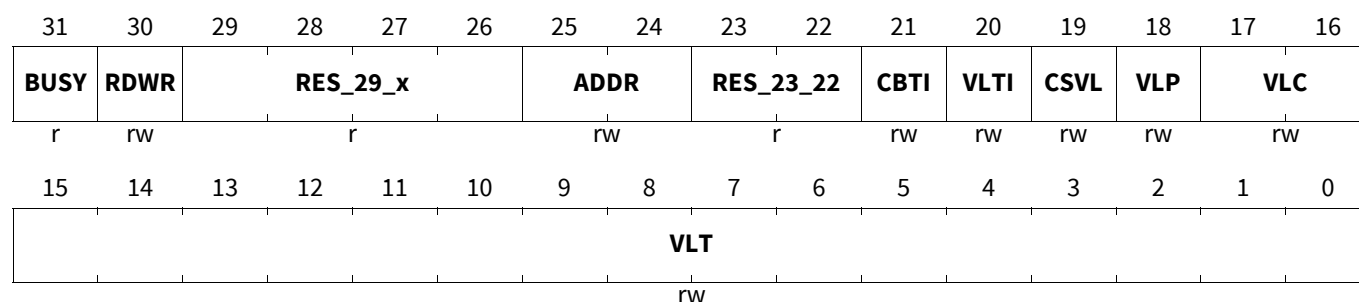 31 30 29 28 27 26 25 24 23 22 21 20 19 18 17 16
BUSY RDWR RES_29_x ADDR RES_23_22 CBTI VLTI CSVL VLP VLC
r rw r rw r rw rw rw rw rw
15 14 13 12 11 10 9 8 7 6 5 4 3 2 1 0
VLT
rw